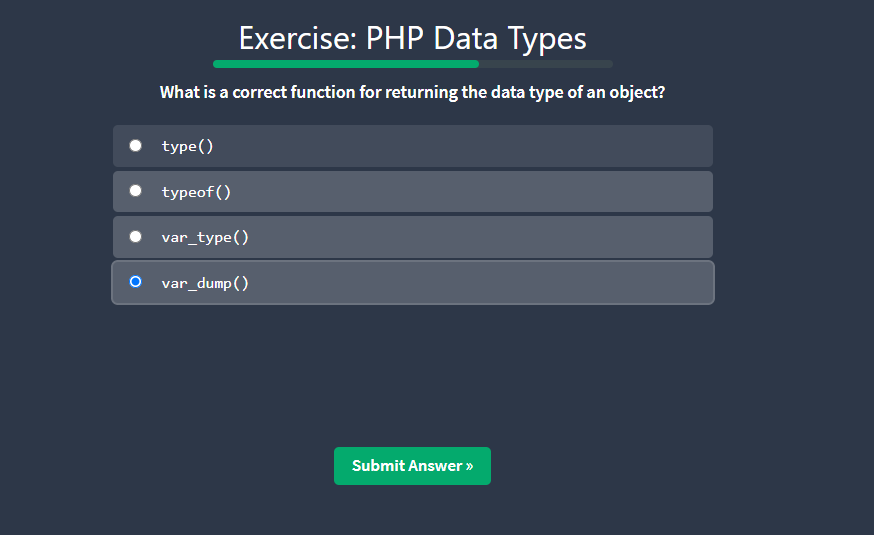 Exercise: PHP Data Types
What is a correct function for returning the data type of an object?
type()
typeof()
var_type()
var_dump()
Submit Answer »